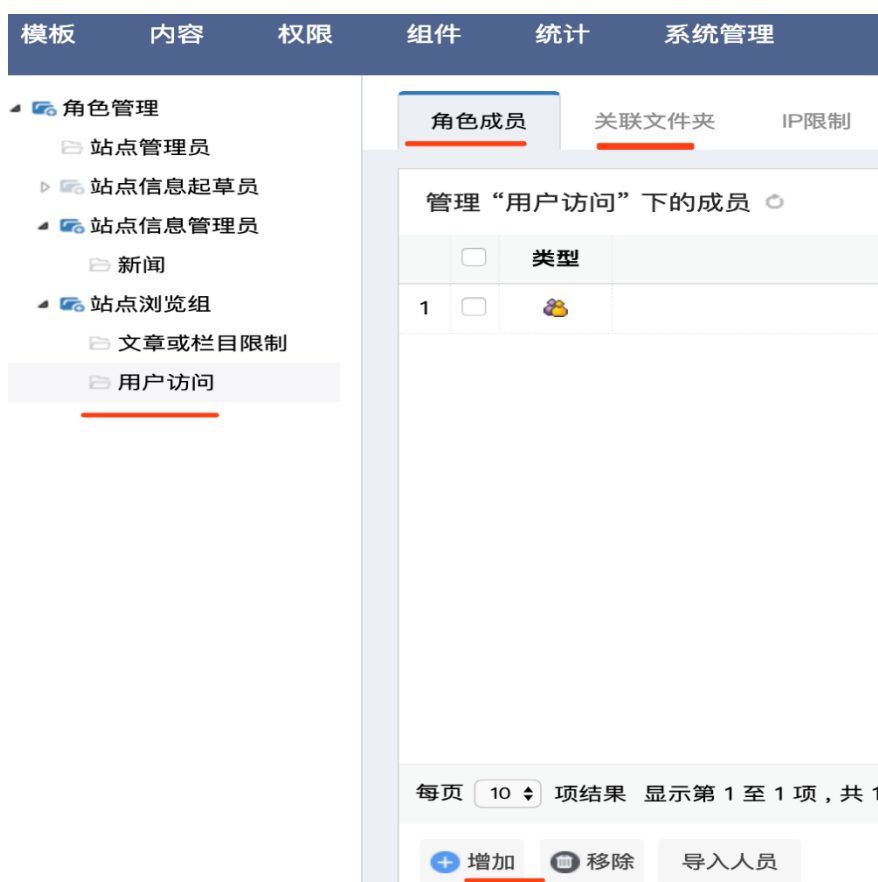 模板 内容 权限 组件 统计 系统管理
角色管理
站点管理员
站点信息起草员
站点信息管理员
新闻
站点浏览组
文章或栏目限制
用户访问
角色成员 关联文件夹 IP限制
管理“用户访问”下的成员
类型
1
每页 10 项结果 显示第 1 至 1 项，共 1
增加 移除 导入人员